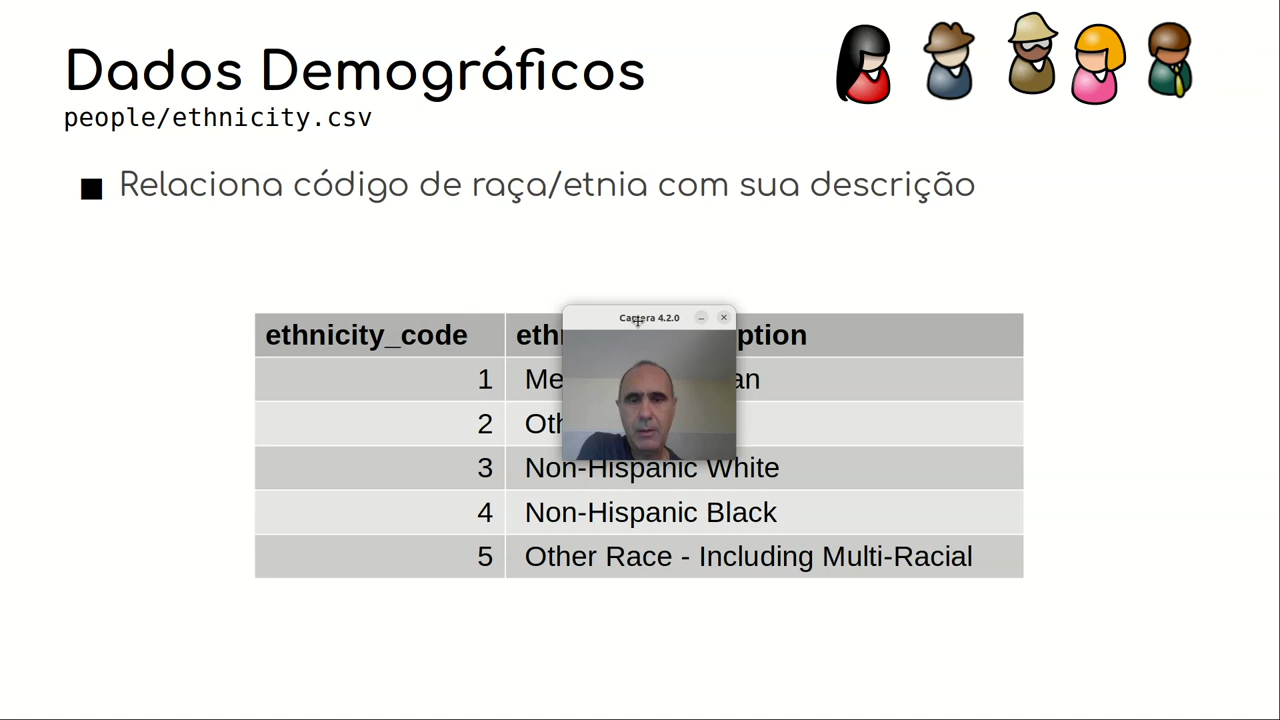 Dados Demográficos
people/ethnicity.csv
■ Relaciona código de raça/etnia com sua descrição
ethnicity_code
1
2
3 Non-Hispanic White
4 Non-Hispanic Black
5 Other Race - Including Multi-Racial
4.2.0